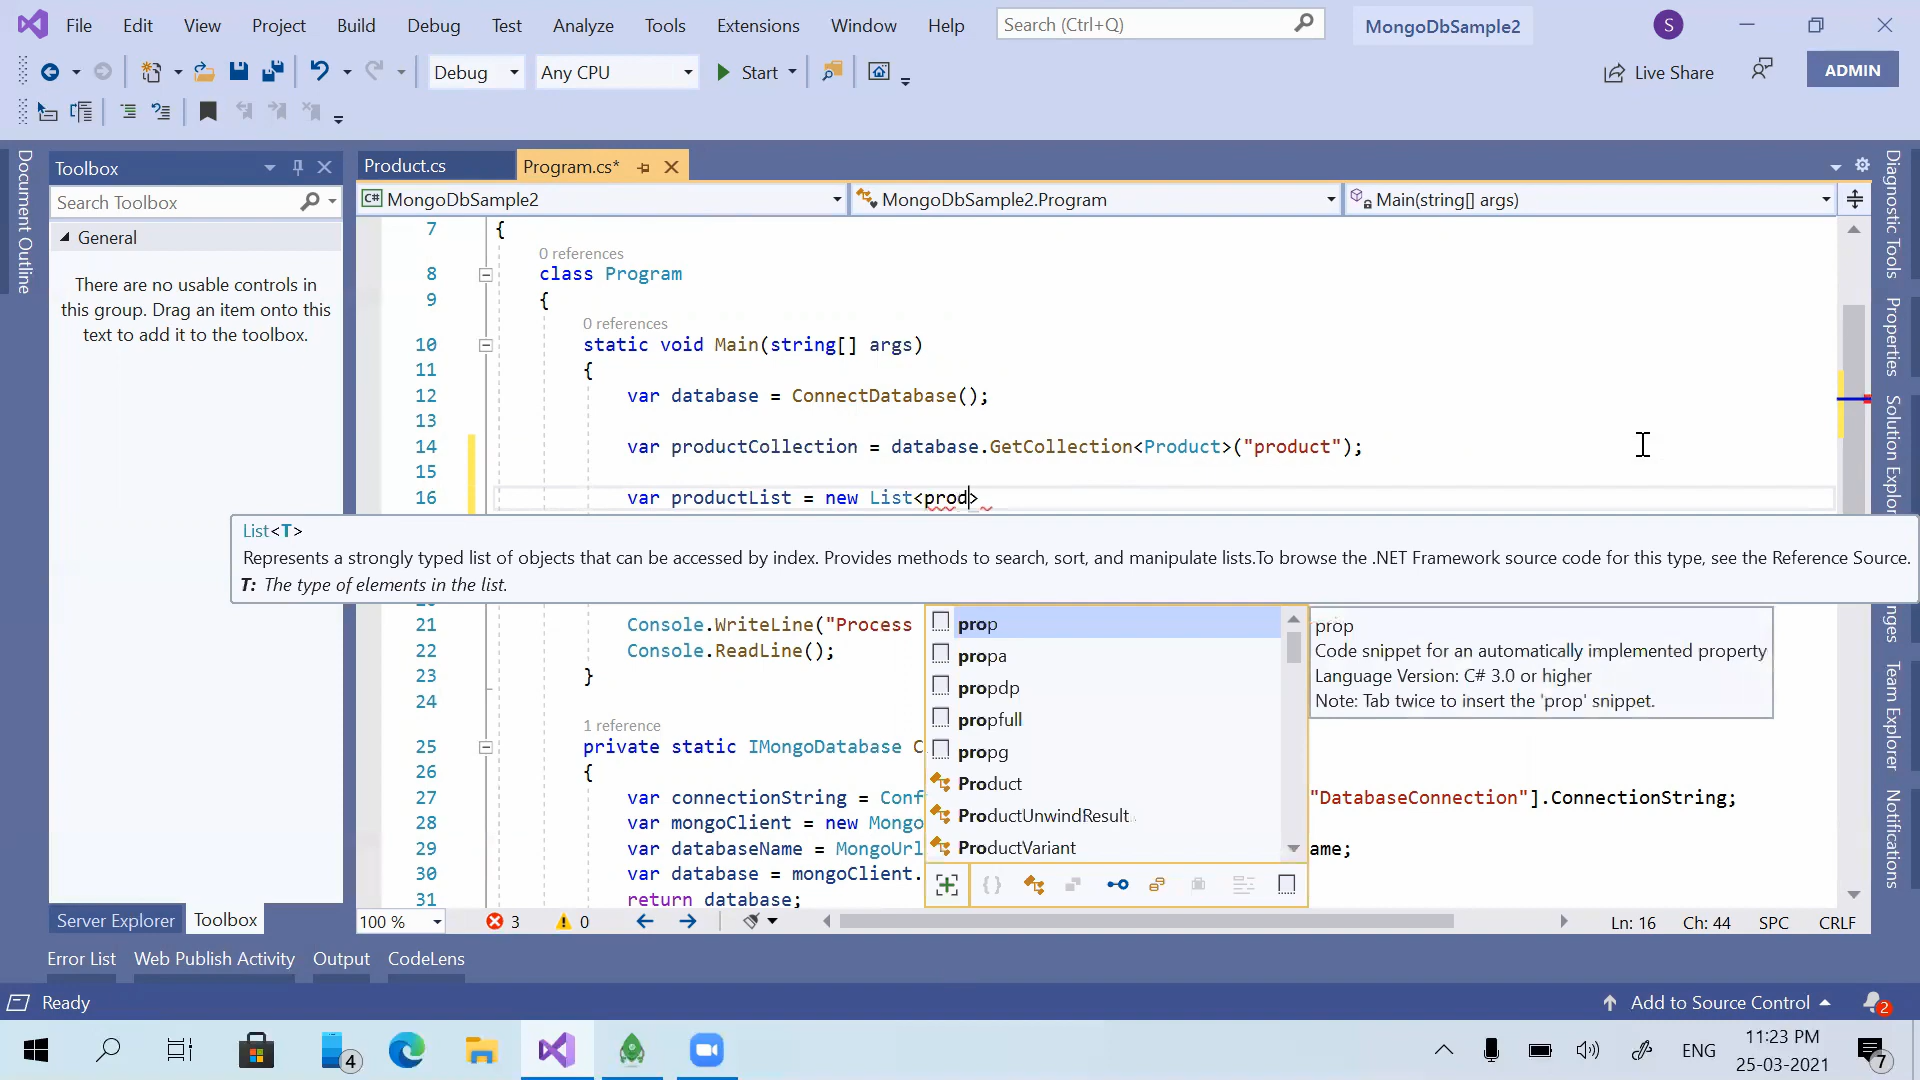 File Edit View Project Build Debug Test Analyze Tools Extensions Window Help Search (Ctrl+Q) MongoDbSample2 S
Debug Any CPU Start Live Share ADMIN
Document Outline
Toolbox
Search Toolbox
General
There are no usable controls in
this group. Drag an item onto this
text to add it to the toolbox.
Product.cs Program.cs*
C# MongoDbSample2 MongoDbSample2.Program Main(string[] args)
7 {
0 references
8 class Program
9 {
0 references
10 static void Main(string[] args)
11 {
12 var database = ConnectDatabase();
13
14 var productCollection = database.GetCollection<Product>("product");
15
16 var productList = new List<prod>
List<T>
Represents a strongly typed list of objects that can be accessed by index. Provides methods to search, sort, and manipulate lists.To browse the .NET Framework source code for this type, see the Reference Source.
T: The type of elements in the list.
21 Console.WriteLine("Process
22 Console.ReadLine();
23 }
24
1 reference
25 private static IMongoDatabase C
26 {
27 var connectionString = Conf "DatabaseConnection"].ConnectionString;
28 var mongoClient = new Mongo
29 var databaseName = MongoUrl ame;
30 var database = mongoClient.
31 return database;
prop
propa
propdp
propfull
propg
Product
ProductUnwindResult
ProductVariant
prop
Code snippet for an automatically implemented property
Language Version: C# 3.0 or higher
Note: Tab twice to insert the 'prop' snippet.
Diagnostic Tools
Properties
Solution Explor
nges
Team Explorer
Notifications
Server Explorer Toolbox
100 % 3 0 Ln: 16 Ch: 44 SPC CRLF
Error List Web Publish Activity Output CodeLens
Ready Add to Source Control 2
4 ENG 11:23 PM
25-03-2021 7